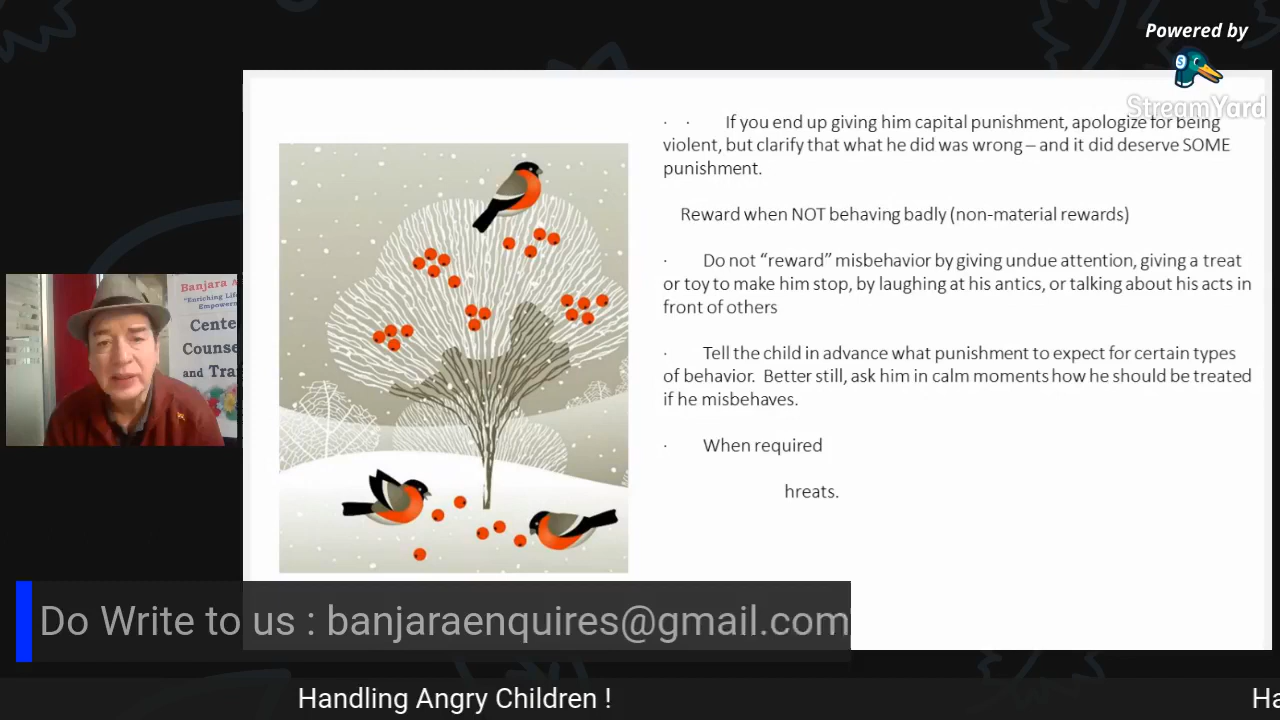 Powered by
StreamYard
· · If you end up giving him capital punishment, apologize for being
violent, but clarify that what he did was wrong – and it did deserve SOME
punishment.
Reward when NOT behaving badly (non-material rewards)
· Do not “reward” misbehavior by giving undue attention, giving a treat
or toy to make him stop, by laughing at his antics, or talking about his acts in
front of others
· Tell the child in advance what punishment to expect for certain types
of behavior. Better still, ask him in calm moments how he should be treated
if he misbehaves.
· When required
hreats.
Banjara A
"Enriching Life
Empower
Cente
Counse
and Tra
Do Write to us : banjaraenquires@gmail.com
Handling Angry Children !
Ha